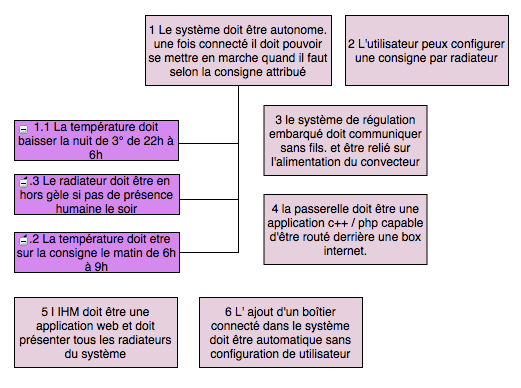 1 Le système doit être autonome.
une fois connecté il doit pouvoir
se mettre en marche quand il faut
selon la consigne attribué
2 L'utilisateur peux configurer
une consigne par radiateur
3 le système de régulation
embarqué doit communiquer
sans fils. et être relié sur
l'alimentation du convecteur
1.1 La température doit
baisser la nuit de 3° de 22h à
6h
1.3 Le radiateur doit être en
hors gèle si pas de présence
humaine le soir
4 la passerelle doit être une
application c++ / php capable
d'être routé derrière une box
internet.
1.2 La température doit etre
sur la consigne le matin de 6h
à 9h
5 l IHM doit être une
application web et doit
présenter tous les radiateurs
du système
6 L' ajout d'un boîtier
connecté dans le système
doit être automatique sans
configuration de utilisateur